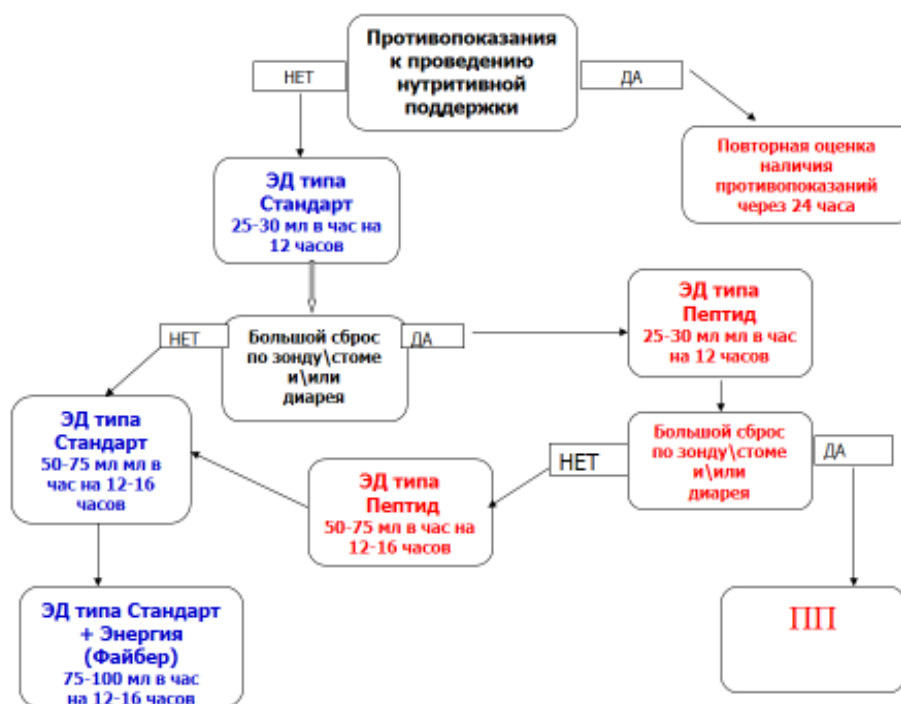 Противопоказания
к проведению
нутритивной
поддержки
НЕТ
ДА
Повторная оценка
наличия
противопоказаний
через 24 часа
ЭД типа
Стандарт
25-30 мл в час на
12 часов
НЕТ
Большой сброс
по зонду\стоме
и\или
диарея
ДА
ЭД типа
Пептид
25-30 мл мл в час
на 12 часов
ЭД типа
Стандарт
50-75 мл мл в
час на 12-16
часов
ЭД типа
Пептид
50-75 мл в час на
12-16 часов
НЕТ
Большой сброс
по зонду\стоме
и\или
диарея
ДА
ЭД типа Стандарт
+ Энергия
(Файбер)
75-100 мл в час
на 12-16 часов
ПП